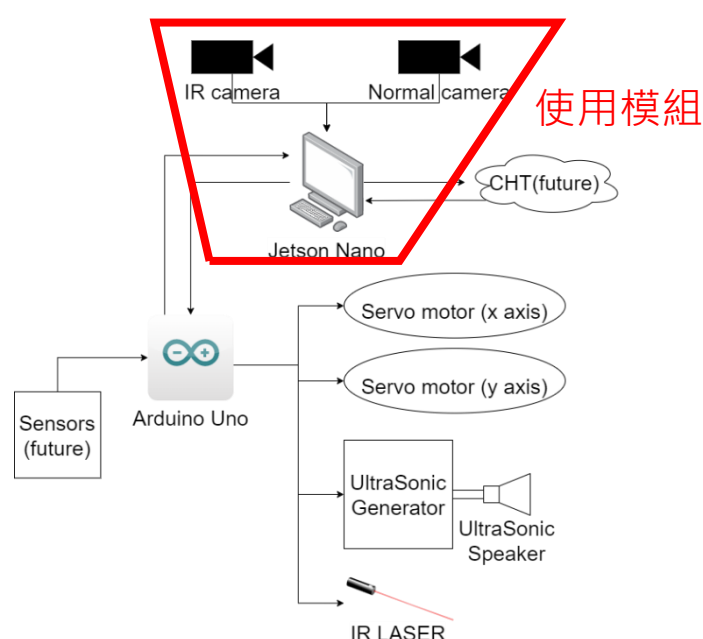 IR camera
Normal camera
使用模組
CHT(future)
Jetson Nano
Servo motor (x axis)
Servo motor (y axis)
Arduino Uno
Sensors
(future)
UltraSonic
Generator
UltraSonic
Speaker
IR LASER